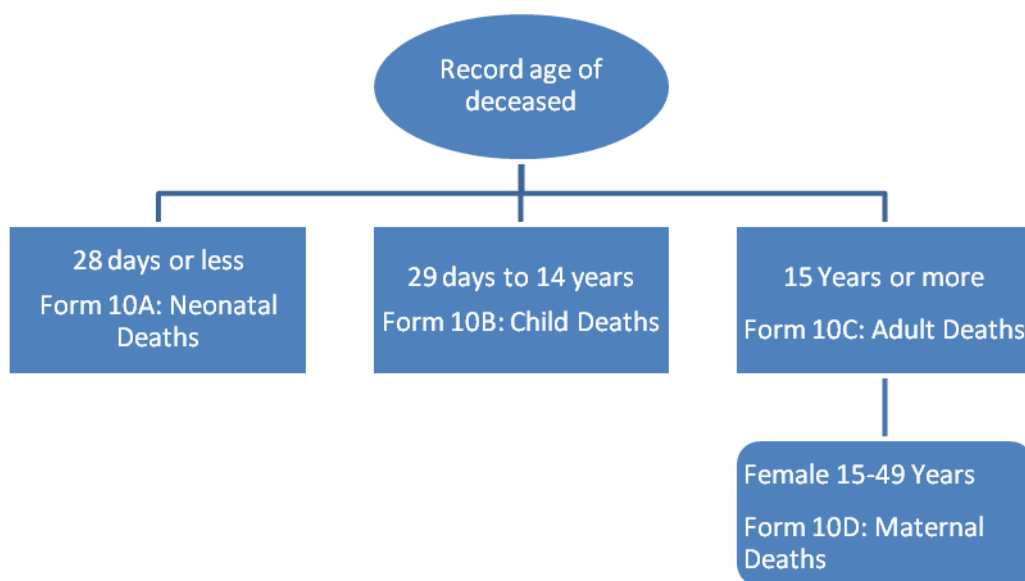 Record age of
deceased
28 days or less
Form 10A: Neonatal
Deaths
29 days to 14 years
Form 10B: Child Deaths
15 Years or more
Form 10C: Adult Deaths
Female 15-49 Years
Form 10D: Maternal
Deaths